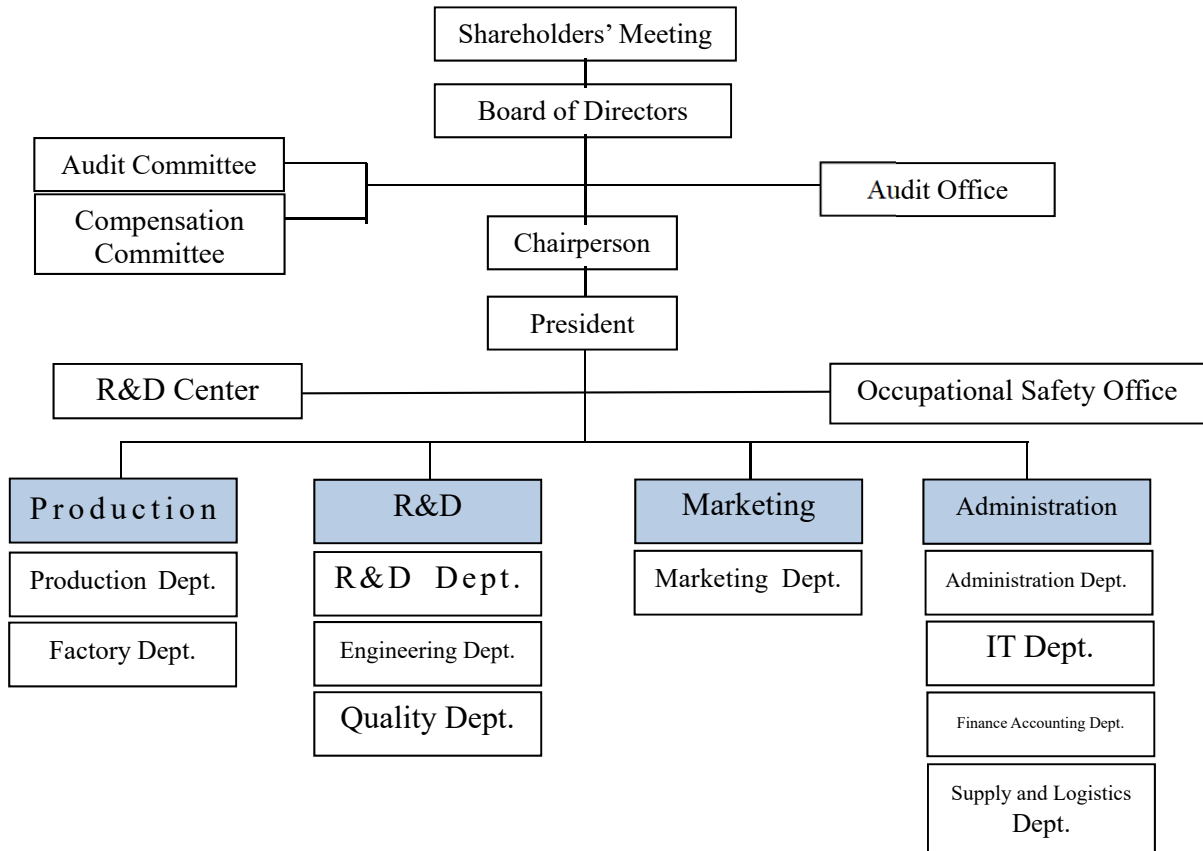 Shareholders’ Meeting
Board of Directors
Audit Committee
Audit Office
Compensation
Committee
Chairperson
President
R&D Center
Occupational Safety Office
Production
R&D
Marketing
Administration
Production Dept.
R&D Dept.
Marketing Dept.
Administration Dept.
Factory Dept.
Engineering Dept.
IT Dept.
Quality Dept.
Finance Accounting Dept.
Supply and Logistics
Dept.